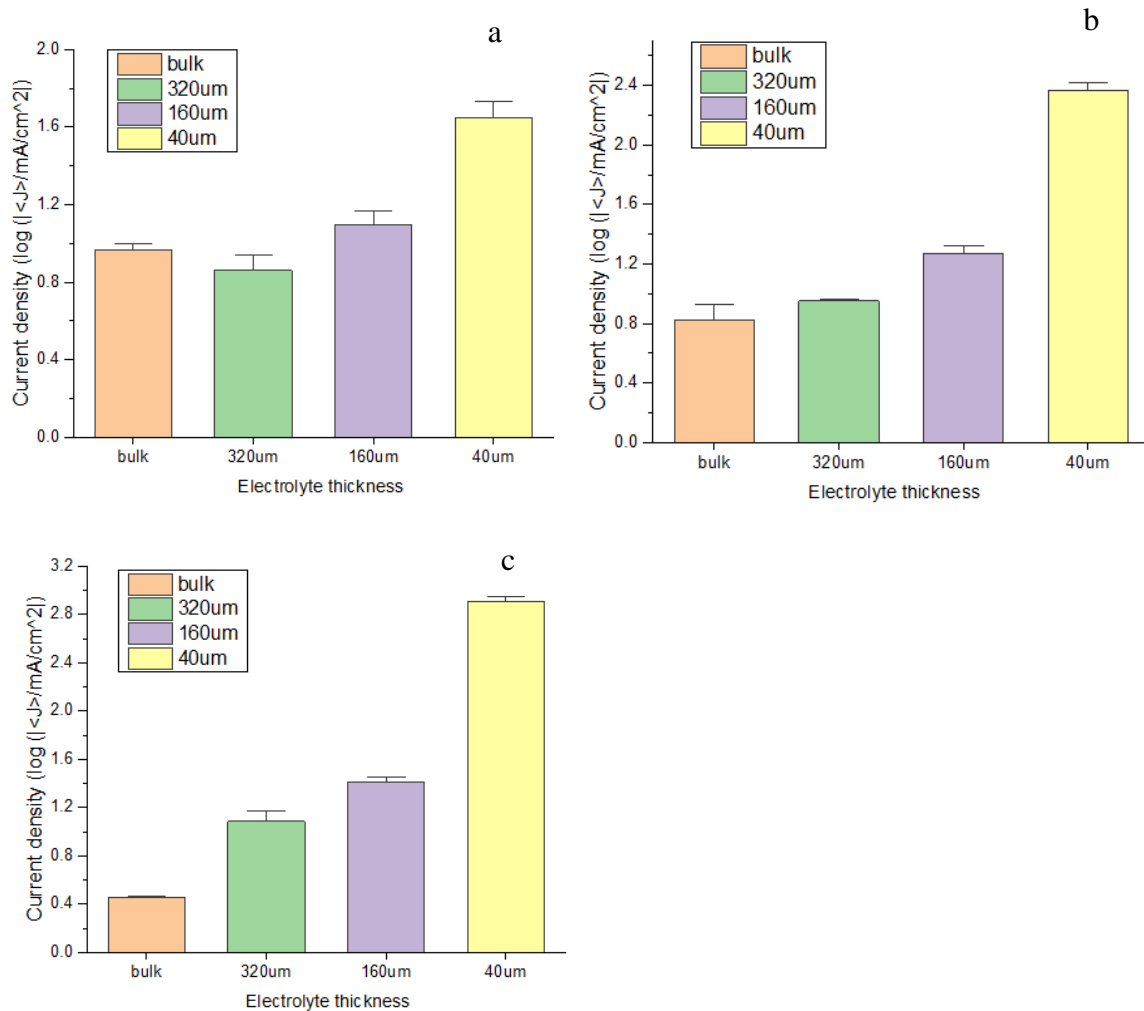 a
bulk
320um
160um
40um
2.0
1.6
1.2
0.8
0.4
0.0
Current density (log (|<J>/mA/cm^2|)
bulk
320um
160um
40um
Electrolyte thickness
b
bulk
320um
160um
40um
2.4
2.0
1.6
1.2
0.8
0.4
0.0
Current density (log (|<J>/mA/cm^2|)
bulk
320um
160um
40um
Electrolyte thickness
c
bulk
320um
160um
40um
3.2
2.8
2.4
2.0
1.6
1.2
0.8
0.4
0.0
Current density (log (|<J>/mA/cm^2|)
bulk
320um
160um
40um
Electrolyte thickness